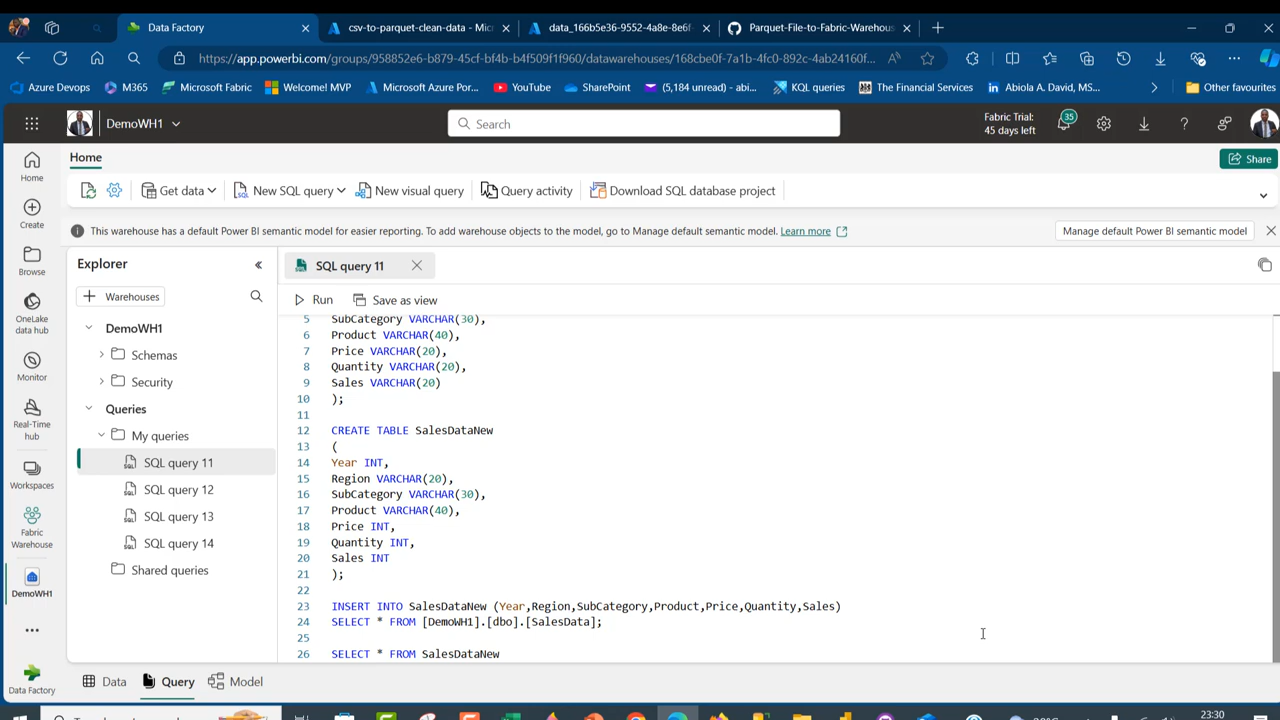 Data Factory
csv-to-parquet-clean-data - Mic
data_166b5e36-9552-4a8e-8e6f-
Parquet-File-to-Fabric-Warehous
https://app.powerbi.com/groups/958852e6-b879-45cf-bf4b-b4f509f1f960/datawarehouses/168cbe0f-7a1b-4fc0-892c-4ab24160f...
Azure Devops
M365
Microsoft Fabric
Welcome! MVP
Microsoft Azure Por...
YouTube
SharePoint
(5,184 unread) - abi...
KQL queries
The Financial Services
Abiola A. David, MS...
Other favourites
DemoWH1
Search
Fabric Trial:
45 days left
35
Home
Share
Get data
New SQL query
New visual query
Query activity
Download SQL database project
This warehouse has a default Power BI semantic model for easier reporting. To add warehouse objects to the model, go to Manage default semantic model. Learn more
Manage default Power BI semantic model
Home
Create
Browse
OneLake
data hub
Monitor
Real-Time
hub
Workspaces
Fabric
Warehouse
DemoWH1
Data Factory
Explorer
Warehouses
DemoWH1
Schemas
Security
Queries
My queries
SQL query 11
SQL query 12
SQL query 13
SQL query 14
Shared queries
SQL query 11
Run
Save as view
5 SubCategory VARCHAR(30),
6 Product VARCHAR(40),
7 Price VARCHAR(20),
8 Quantity VARCHAR(20),
9 Sales VARCHAR(20)
10 );
11
12 CREATE TABLE SalesDataNew
13 (
14 Year INT,
15 Region VARCHAR(20),
16 SubCategory VARCHAR(30),
17 Product VARCHAR(40),
18 Price INT,
19 Quantity INT,
20 Sales INT
21 );
22
23 INSERT INTO SalesDataNew (Year,Region,SubCategory,Product,Price,Quantity,Sales)
24 SELECT * FROM [DemoWH1].[dbo].[SalesData];
25
26 SELECT * FROM SalesDataNew
Data
Query
Model
23:30